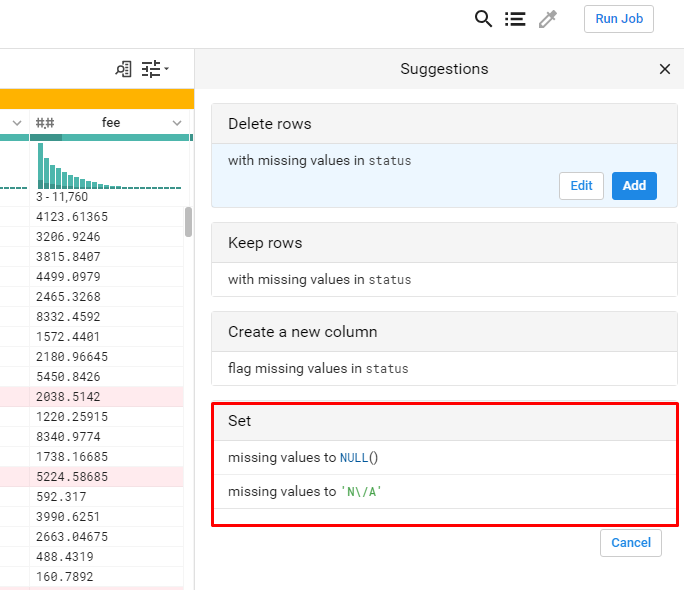 Run Job
Suggestions
##
fee
3 - 11,760
4123.61365
3206.9246
3815.8407
4499.0979
2465.3268
8332.4592
1572.4401
2180.96645
5450.8426
2038.5142
1220.25915
8340.9774
1738.16685
5224.58685
592.317
3990.6251
2663.04675
488.4319
160.7892
Delete rows
with missing values in status
Edit
Add
Keep rows
with missing values in status
Create a new column
flag missing values in status
Set
missing values to NULL()
missing values to 'N\/A'
Cancel